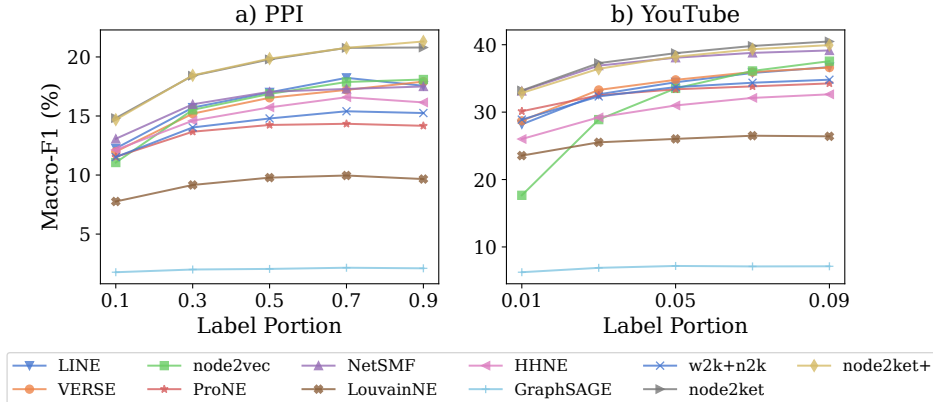 a) PPI
b) YouTube
Macro-F1 (%)
20
15
10
5
0.1 0.3 0.5 0.7 0.9
Label Portion
40
30
20
10
0.01 0.05 0.09
Label Portion
LINE node2vec NetSMF HHNE w2k+n2k node2ket+
VERSE ProNE LouvainNE GraphSAGE node2ket